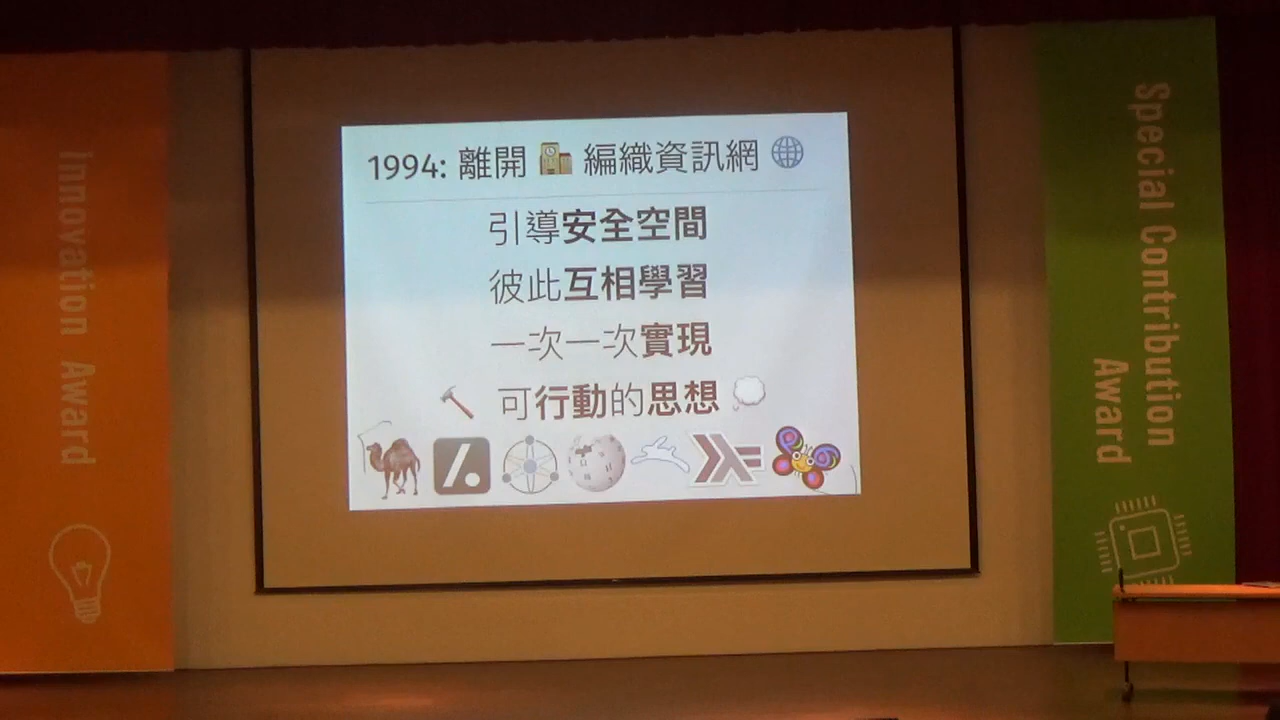 Innovation Award
1994: 離開 編織資訊網
引導安全空間
彼此互相學習
一次一次實現
可行動的思想
Special Contribution
Award